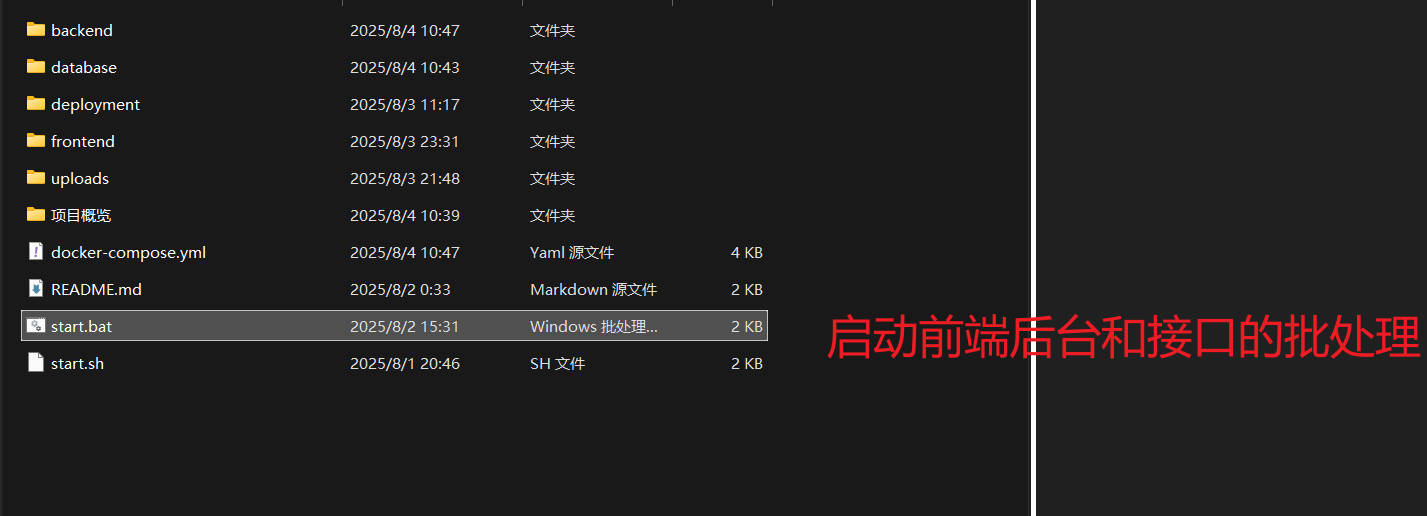 backend 2025/8/4 10:47 文件夹
database 2025/8/4 10:43 文件夹
deployment 2025/8/3 11:17 文件夹
frontend 2025/8/3 23:31 文件夹
uploads 2025/8/3 21:48 文件夹
项目概览 2025/8/4 10:39 文件夹
docker-compose.yml 2025/8/4 10:47 Yaml 源文件 4 KB
README.md 2025/8/2 0:33 Markdown 源文件 2 KB
start.bat 2025/8/2 15:31 Windows 批处理... 2 KB
启动前端后台和接口的批处理
start.sh 2025/8/1 20:46 SH 文件 2 KB